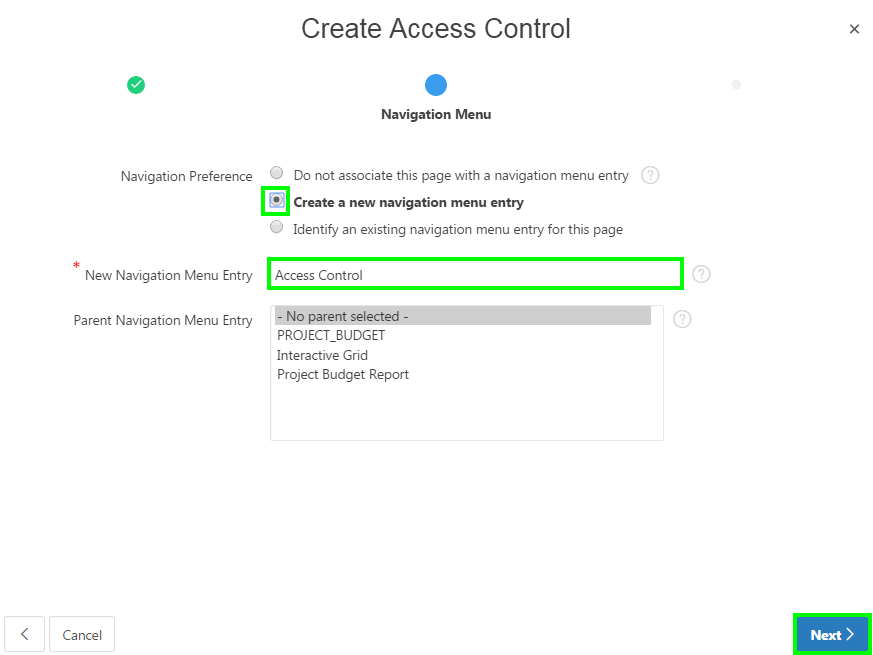 Create Access Control
Navigation Menu
Navigation Preference
Do not associate this page with a navigation menu entry
Create a new navigation menu entry
Identify an existing navigation menu entry for this page
* New Navigation Menu Entry
Access Control
Parent Navigation Menu Entry
- No parent selected -
PROJECT_BUDGET
Interactive Grid
Project Budget Report
Cancel
Next